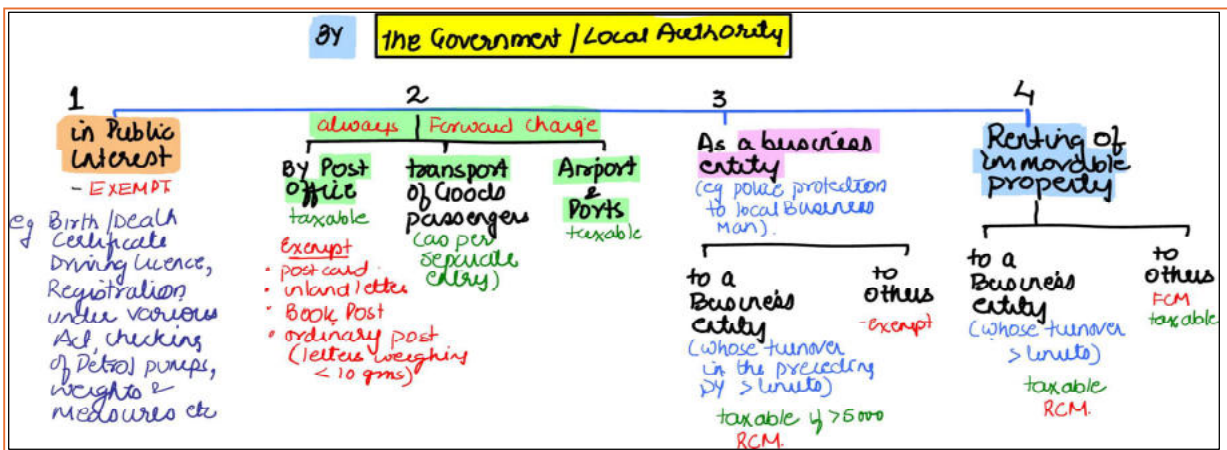 BY the Government / Local Authority
1
in Public
interest
- EXEMPT
eg Birth / Death
Certificate
Driving licence,
Registration
under various
Act, checking
of Petrol pumps,
weights &
measures etc
2
always | Forward Charge
By Post
office
taxable
Exempt
• post card
• inland letter
• Book Post
• ordinary post
(letters weighing
< 10 gms)
transport
of Goods
passengers
(as per
separate
entry)
Airport
&
Ports
taxable
3
As a business
entity
(eg police protection
to local Business
Man).
to a
Business
entity
(whose turnover
in the preceding
PY > limits)
taxable if > 5000
RCM.
to
others
- exempt
4
Renting of
immovable
property
to a
Business
entity
(whose turnover
> limits)
taxable
RCM.
to
others
FCM
taxable